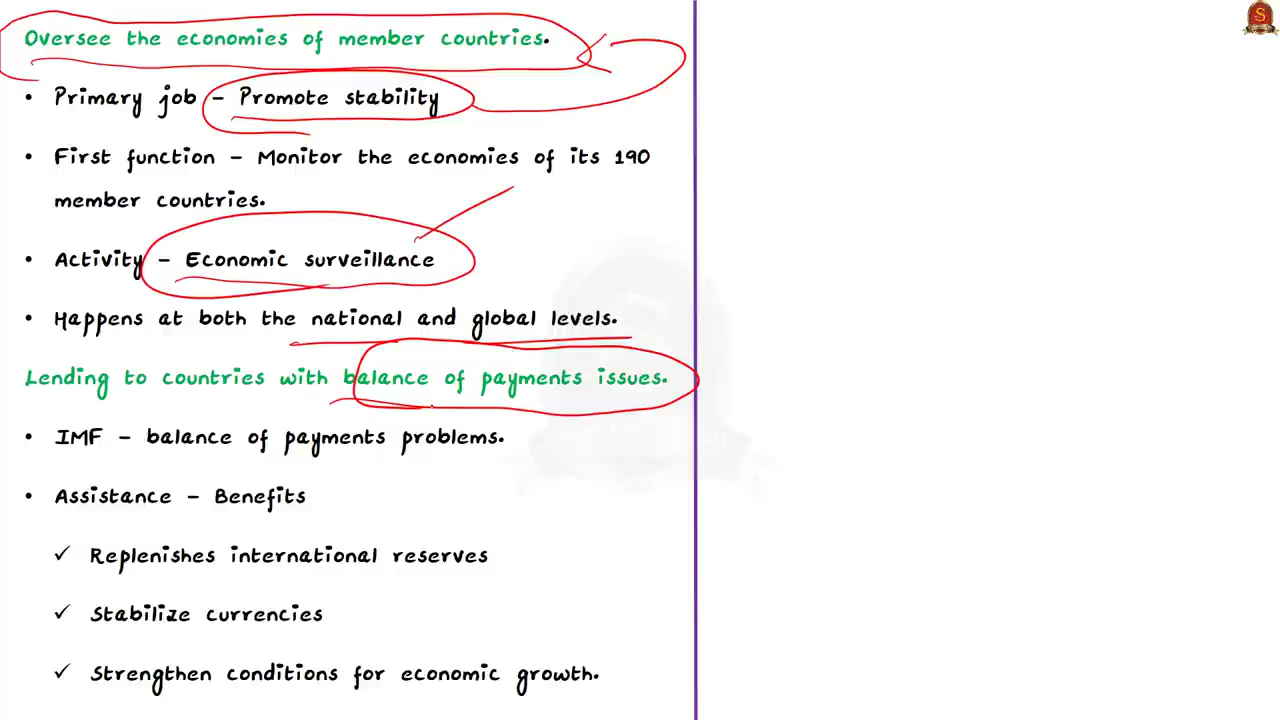 Oversee the economies of member countries.
• Primary job – Promote stability
• First function – Monitor the economies of its 190
member countries.
• Activity – Economic surveillance
• Happens at both the national and global levels.
Lending to countries with balance of payments issues.
• IMF – balance of payments problems.
• Assistance – Benefits
✓ Replenishes international reserves
✓ Stabilize currencies
✓ Strengthen conditions for economic growth.